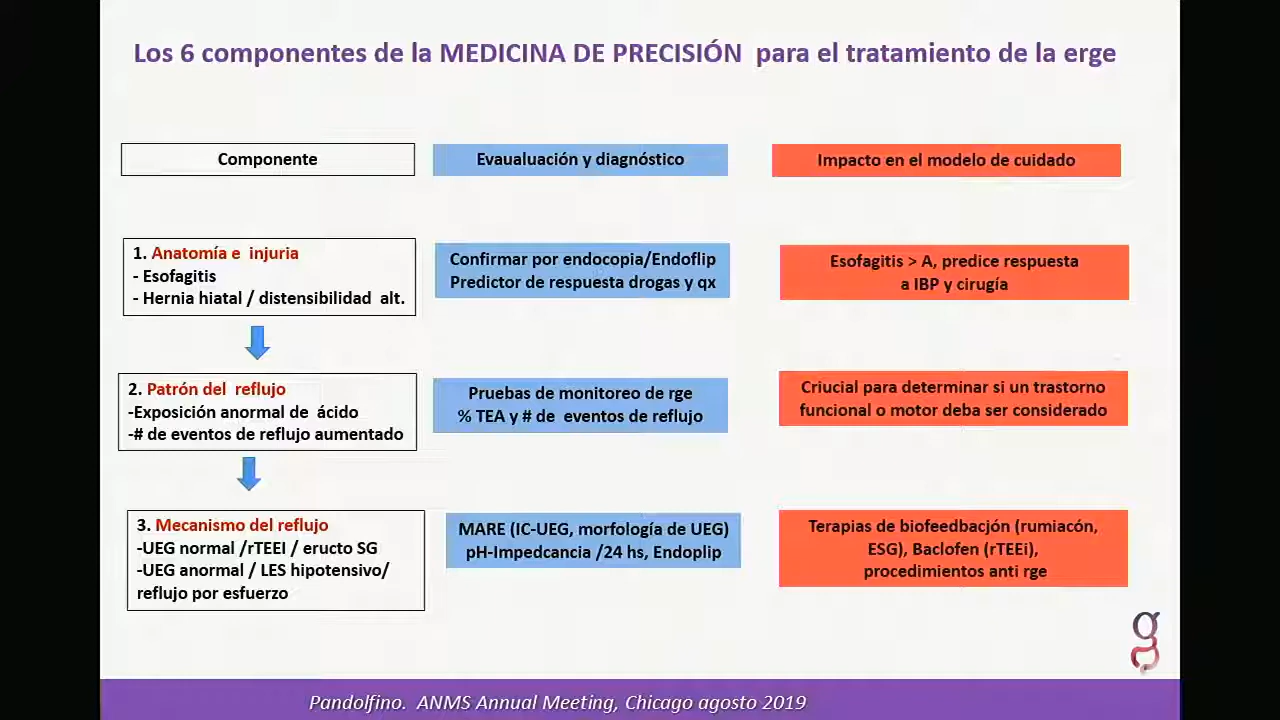 Los 6 componentes de la MEDICINA DE PRECISIÓN para el tratamiento de la erge
Componente
Evaualuación y diagnóstico
Impacto en el modelo de cuidado
1. Anatomía e injuria
- Esofagitis
- Hernia hiatal / distensibilidad alt.
Confirmar por endocopia/Endoflip
Predictor de respuesta drogas y qx
Esofagitis > A, predice respuesta
a IBP y cirugía
2. Patrón del reflujo
-Exposición anormal de ácido
-# de eventos de reflujo aumentado
Pruebas de monitoreo de rge
% TEA y # de eventos de reflujo
Criucial para determinar si un trastorno
funcional o motor deba ser considerado
3. Mecanismo del reflujo
-UEG normal /rTEEI / eructo SG
-UEG anormal / LES hipotensivo/
reflujo por esfuerzo
MARE (IC-UEG, morfología de UEG)
pH-Impedcancia /24 hs, Endoplip
Terapias de biofeedbacjón (rumiacón,
ESG), Baclofen (rTEEi),
procedimientos anti rge
Pandolfino. ANMS Annual Meeting, Chicago agosto 2019